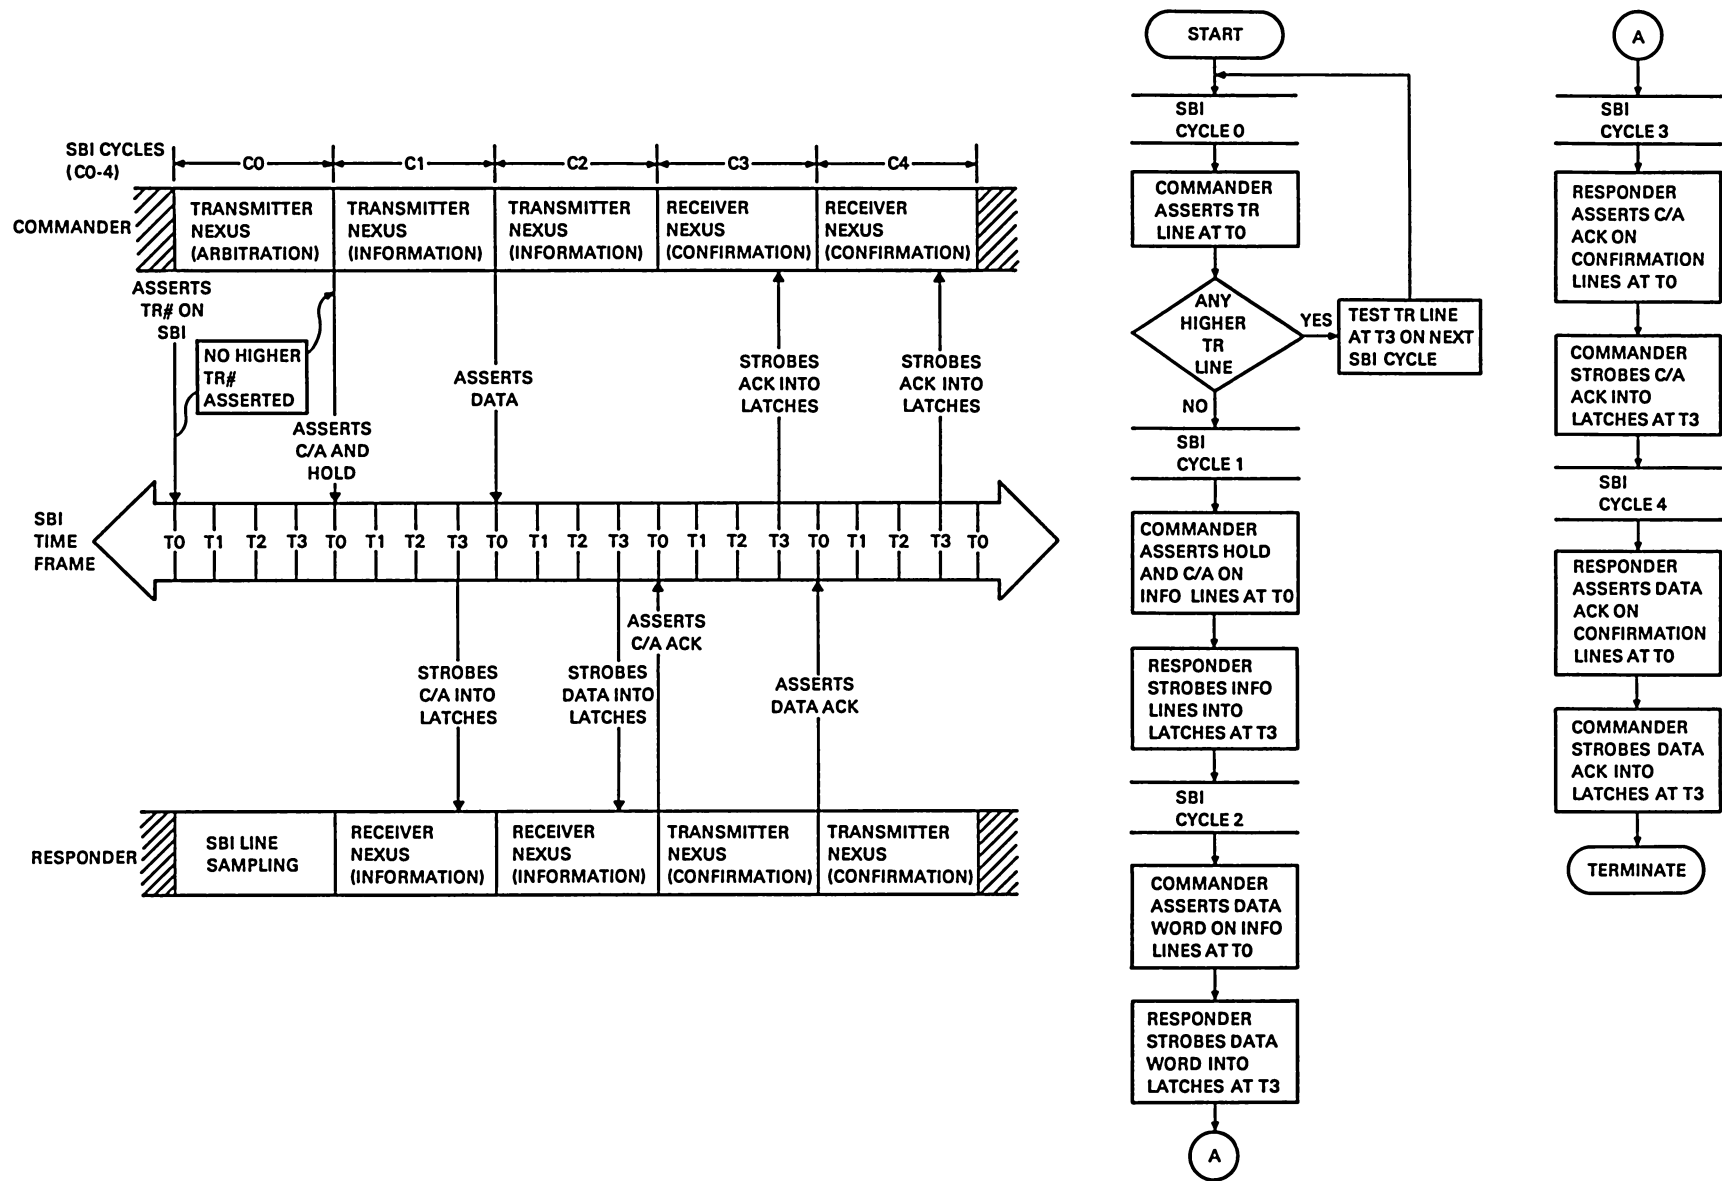 SBI CYCLES
(C0-4)
C0
C1
C2
C3
C4
COMMANDER
TRANSMITTER
NEXUS
(ARBITRATION)
TRANSMITTER
NEXUS
(INFORMATION)
TRANSMITTER
NEXUS
(INFORMATION)
RECEIVER
NEXUS
(CONFIRMATION)
RECEIVER
NEXUS
(CONFIRMATION)
ASSERTS
TR# ON
SBI
NO HIGHER
TR#
ASSERTED
ASSERTS
C/A AND
HOLD
ASSERTS
DATA
STROBES
ACK INTO
LATCHES
STROBES
ACK INTO
LATCHES
SBI
TIME
FRAME
T0 T1 T2 T3 T0 T1 T2 T3 T0 T1 T2 T3 T0 T1 T2 T3 T0 T1 T2 T3 T0
STROBES
C/A INTO
LATCHES
STROBES
DATA INTO
LATCHES
ASSERTS
C/A ACK
ASSERTS
DATA ACK
RESPONDER
SBI LINE
SAMPLING
RECEIVER
NEXUS
(INFORMATION)
RECEIVER
NEXUS
(INFORMATION)
TRANSMITTER
NEXUS
(CONFIRMATION)
TRANSMITTER
NEXUS
(CONFIRMATION)
START
SBI
CYCLE 0
COMMANDER
ASSERTS TR
LINE AT T0
ANY
HIGHER
TR
LINE
YES
TEST TR LINE
AT T3 ON NEXT
SBI CYCLE
NO
SBI
CYCLE 1
COMMANDER
ASSERTS HOLD
AND C/A ON
INFO LINES AT T0
RESPONDER
STROBES INFO
LINES INTO
LATCHES AT T3
SBI
CYCLE 2
COMMANDER
ASSERTS DATA
WORD ON INFO
LINES AT T0
RESPONDER
STROBES DATA
WORD INTO
LATCHES AT T3
A
A
SBI
CYCLE 3
RESPONDER
ASSERTS C/A
ACK ON
CONFIRMATION
LINES AT T0
COMMANDER
STROBES C/A
ACK INTO
LATCHES AT T3
SBI
CYCLE 4
RESPONDER
ASSERTS DATA
ACK ON
CONFIRMATION
LINES AT T0
COMMANDER
STROBES DATA
ACK INTO
LATCHES AT T3
TERMINATE